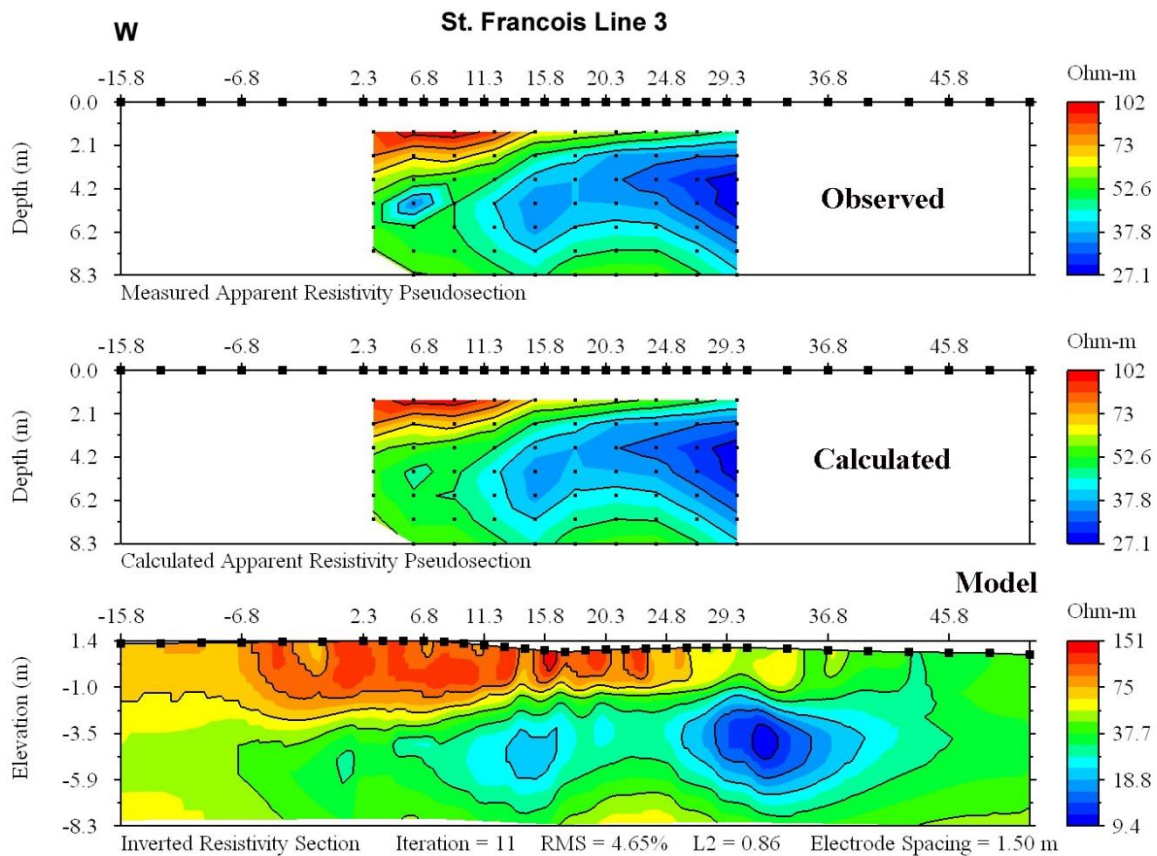 St. Francois Line 3
W
-15.8 -6.8 2.3 6.8 11.3 15.8 20.3 24.8 29.3 36.8 45.8
Ohm-m
0.0
2.1
4.2
6.2
8.3
Depth (m)
Observed
102
73
52.6
37.8
27.1
Measured Apparent Resistivity Pseudosection
-15.8 -6.8 2.3 6.8 11.3 15.8 20.3 24.8 29.3 36.8 45.8
Ohm-m
0.0
2.1
4.2
6.2
8.3
Depth (m)
Calculated
102
73
52.6
37.8
27.1
Calculated Apparent Resistivity Pseudosection
Model
-15.8 -6.8 2.3 6.8 11.3 15.8 20.3 24.8 29.3 36.8 45.8
Ohm-m
1.4
-1.0
-3.5
-5.9
-8.3
Elevation (m)
151
75
37.7
18.8
9.4
Inverted Resistivity Section Iteration = 11 RMS = 4.65% L2 = 0.86 Electrode Spacing = 1.50 m